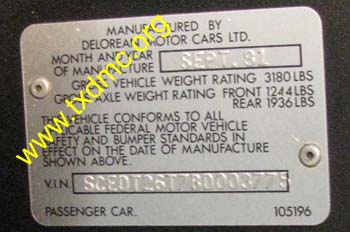 MANUFACTURED BY
DELOREAN MOTOR CARS LTD.
MONTH AND YEAR
OF MANUFACTURE SEPT. 81
GROSS VEHICLE WEIGHT RATING 3180 LBS
GROSS AXLE WEIGHT RATING FRONT 1244 LBS
REAR 1936 LBS
THIS VEHICLE CONFORMS TO ALL
APPLICABLE FEDERAL MOTOR VEHICLE
SAFETY AND BUMPER STANDARDS IN
EFFECT ON THE DATE OF MANUFACTURE
SHOWN ABOVE.
V.I.N. SCEDT26T7BD003775
PASSENGER CAR. 105196
www.txdmc.org